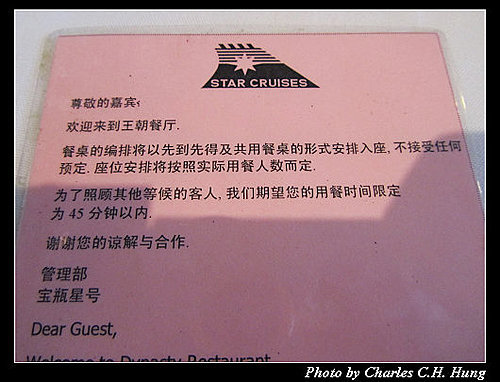 STAR CRUISES
尊敬的嘉宾:
欢迎来到王朝餐厅.
餐桌的编排将以先到先得及共用餐桌的形式安排入座, 不接受任何
预定. 座位安排将按照实际用餐人数而定.
为了照顾其他等候的客人, 我们期望您的用餐时间限定
为 45 分钟以内.
谢谢您的谅解与合作.
管理部
宝瓶星号
Dear Guest,
Welcome to Dynasty Restaurant
Photo by Charles C.H. Hung